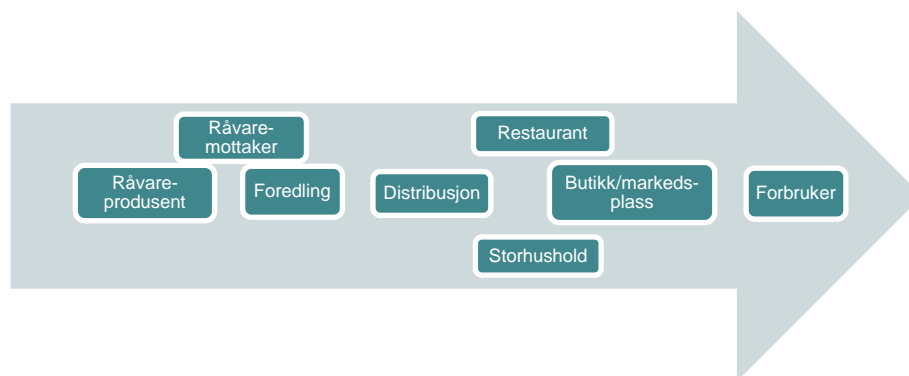 Råvare-
mottaker
Råvare-
produsent
Foredling
Distribusjon
Restaurant
Butikk/markeds-
plass
Storhushold
Forbruker